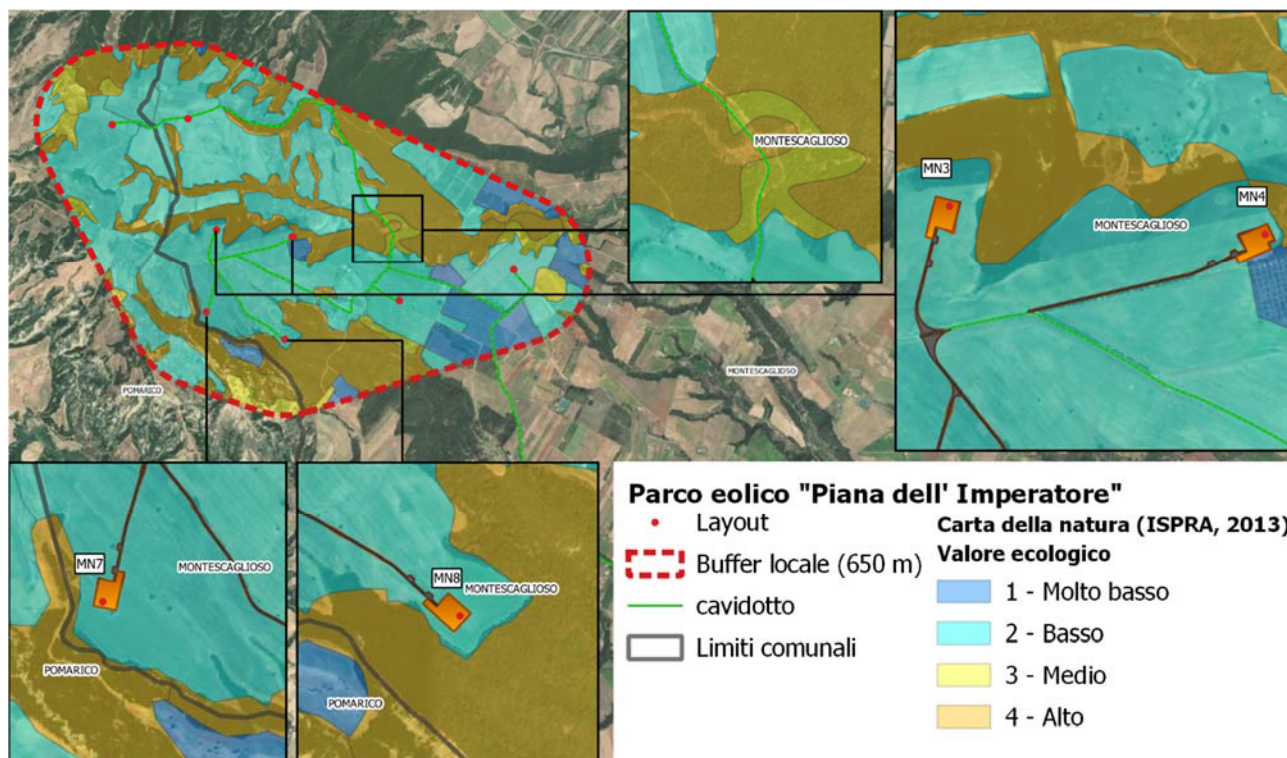 MONTESCAGLIOSO
MN3
MN4
MONTESCAGLIOSO
POMARICO
MONTESCAGLIOSO
MN7
MONTESCAGLIOSO
POMARICO
MN8
MONTESCAGLIOSO
POMARICO
Parco eolico "Piana dell' Imperatore"
Layout
Buffer locale (650 m)
cavidotto
Limiti comunali
Carta della natura (ISPRA, 2013)
Valore ecologico
1 - Molto basso
2 - Basso
3 - Medio
4 - Alto